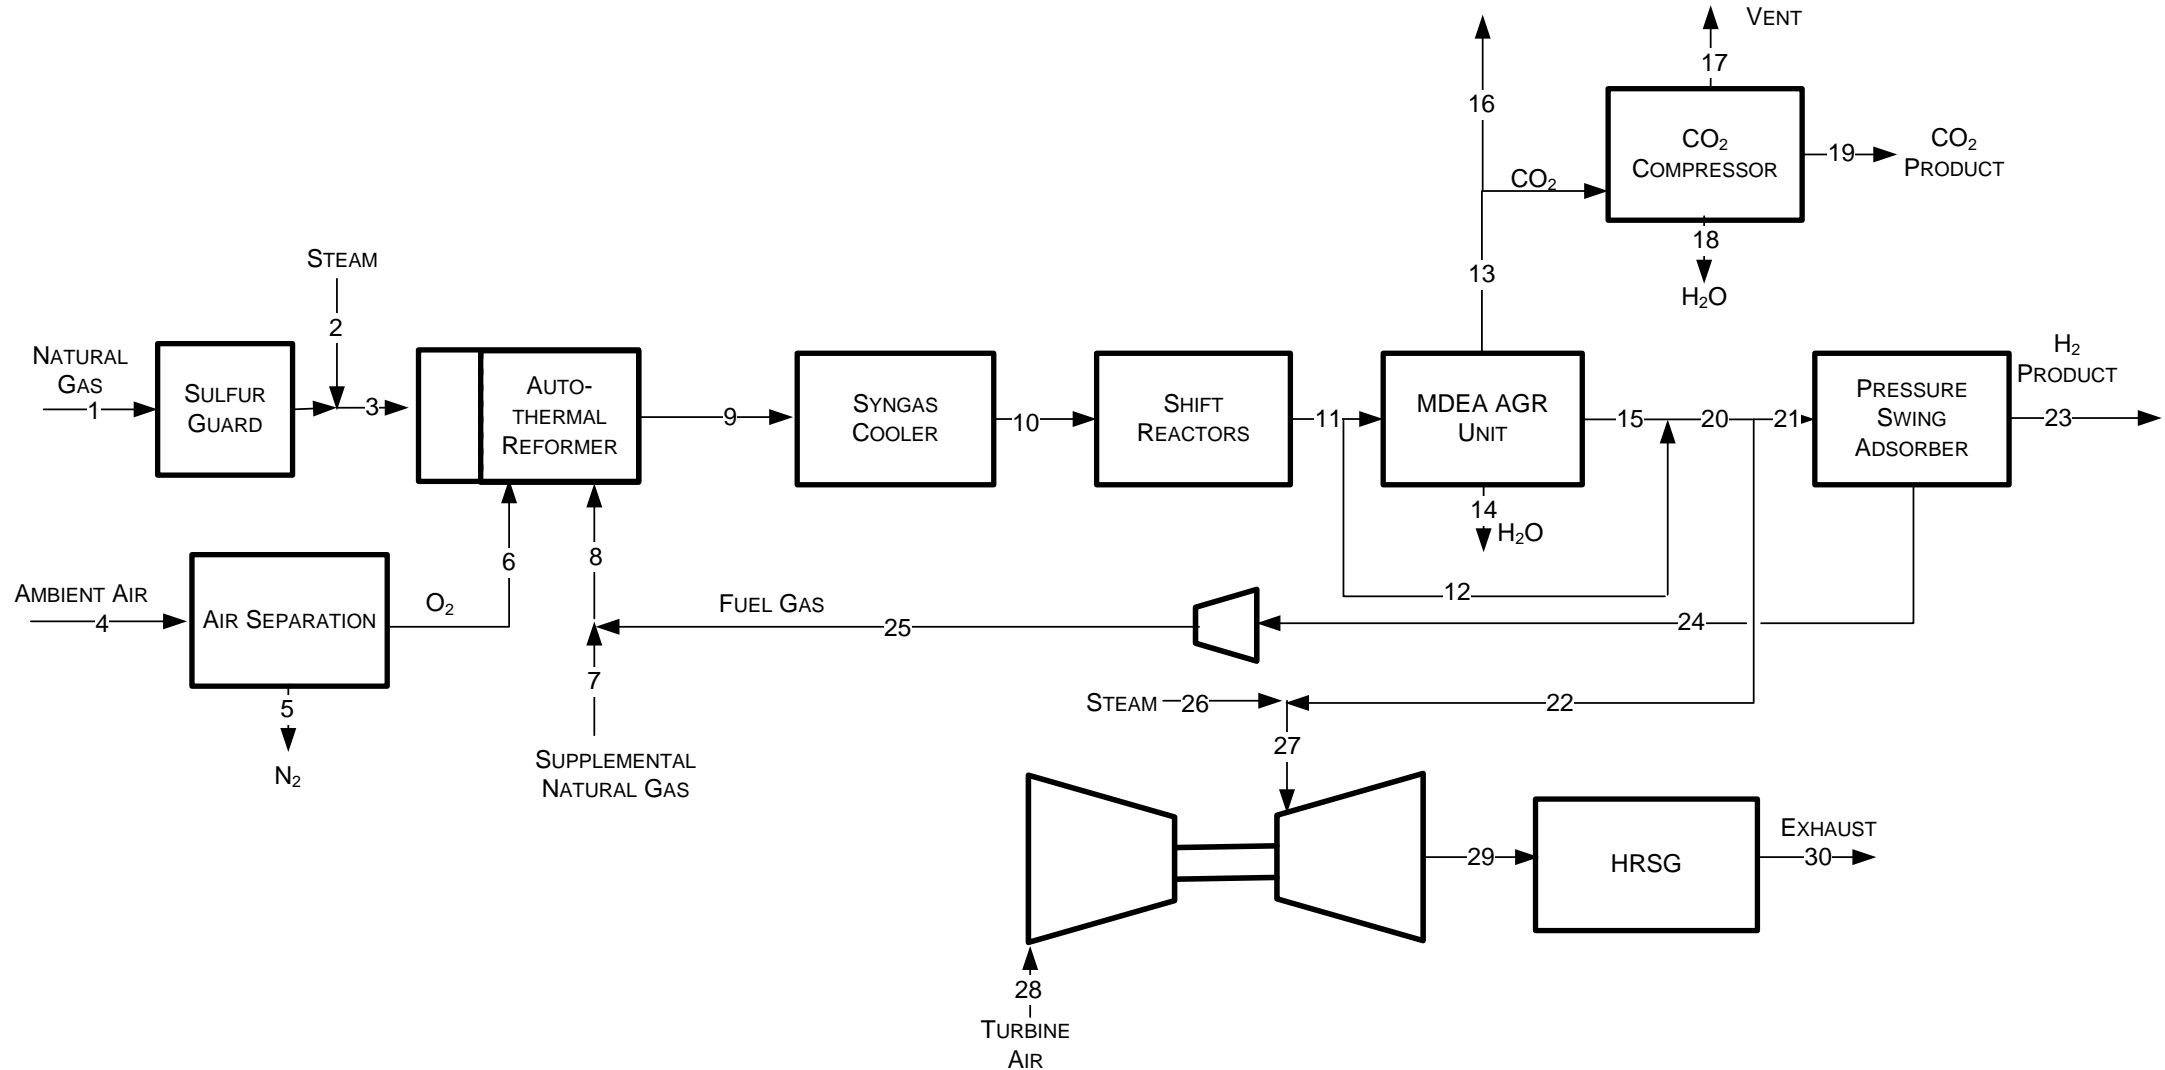 VENT
17
16
CO₂
COMPRESSOR
19
CO₂
PRODUCT
CO₂
18
H₂O
13
STEAM
2
NATURAL
GAS
1
SULFUR
GUARD
3
AUTO-
THERMAL
REFORMER
9
SYNGAS
COOLER
10
SHIFT
REACTORS
11
MDEA AGR
UNIT
15
20
21
PRESSURE
SWING
ADSORBER
H₂
PRODUCT
23
14
H₂O
12
6
8
AMBIENT AIR
4
AIR SEPARATION
O₂
FUEL GAS
25
24
5
N₂
7
SUPPLEMENTAL
NATURAL GAS
STEAM
26
22
27
29
HRSG
EXHAUST
30
28
TURBINE
AIR